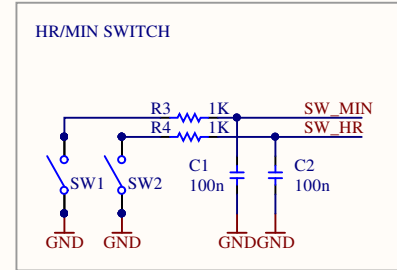 HR/MIN SWITCH
R3 1K SW_MIN
R4 1K SW_HR
SW1 SW2 C1 C2
100n 100n
GND GND GND GND